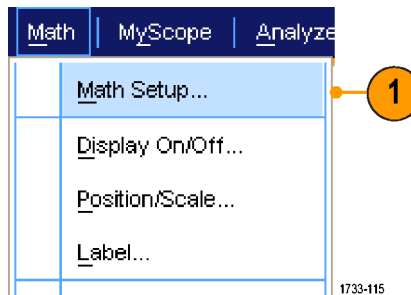 Math | MyScope | Analyze
Math Setup...
1
Display On/Off...
Position/Scale...
Label...
1733-115